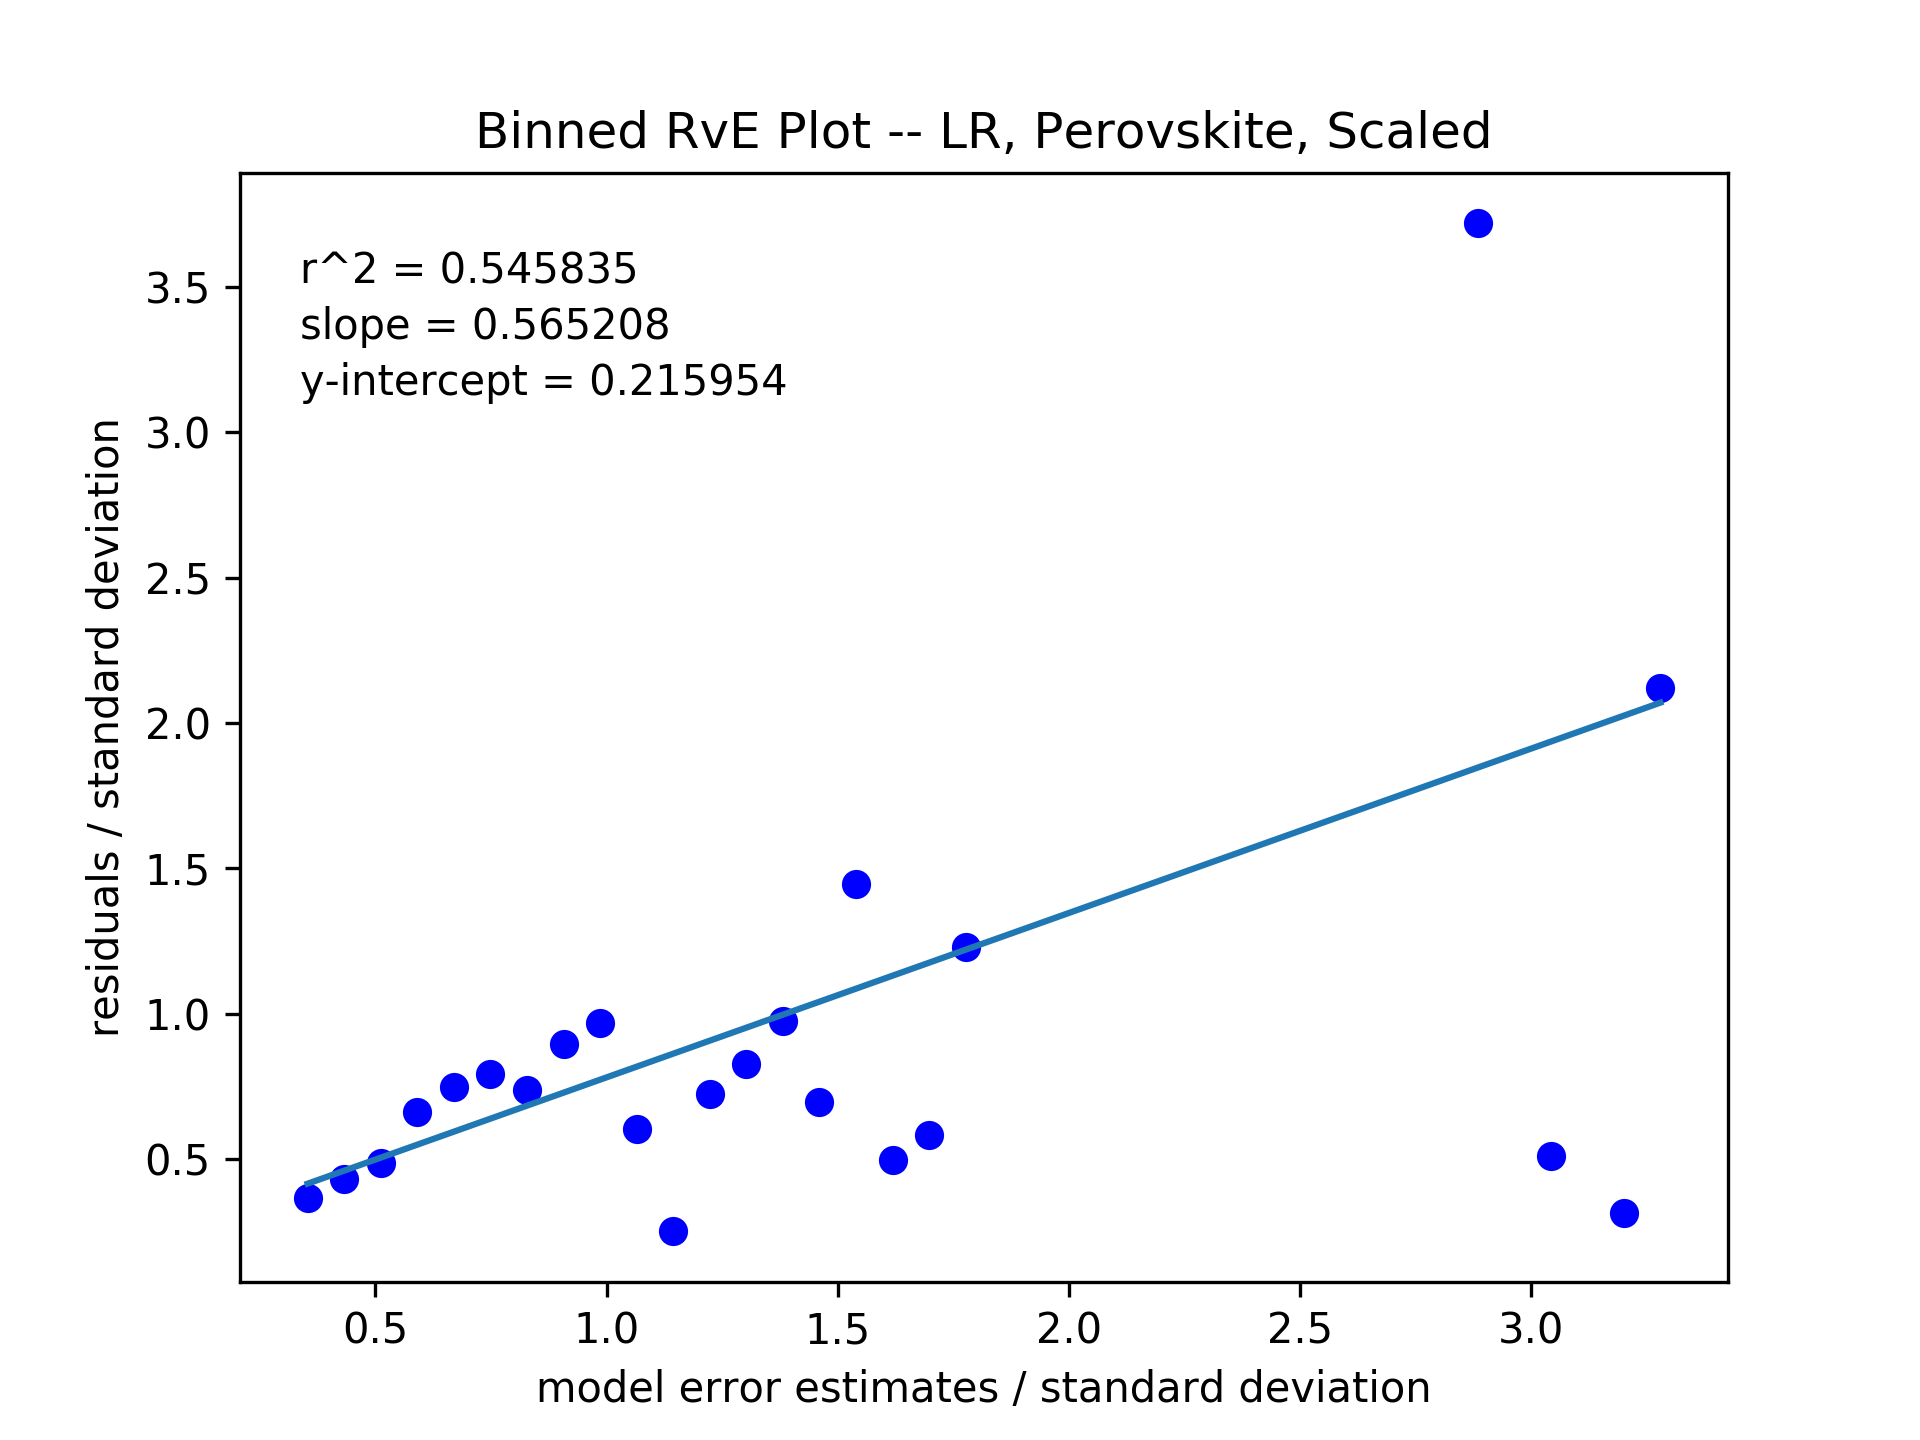 Binned RvE Plot -- LR, Perovskite, Scaled
r^2 = 0.545835
slope = 0.565208
y-intercept = 0.215954
residuals / standard deviation
3.5
3.0
2.5
2.0
1.5
1.0
0.5
0.5 1.0 1.5 2.0 2.5 3.0
model error estimates / standard deviation